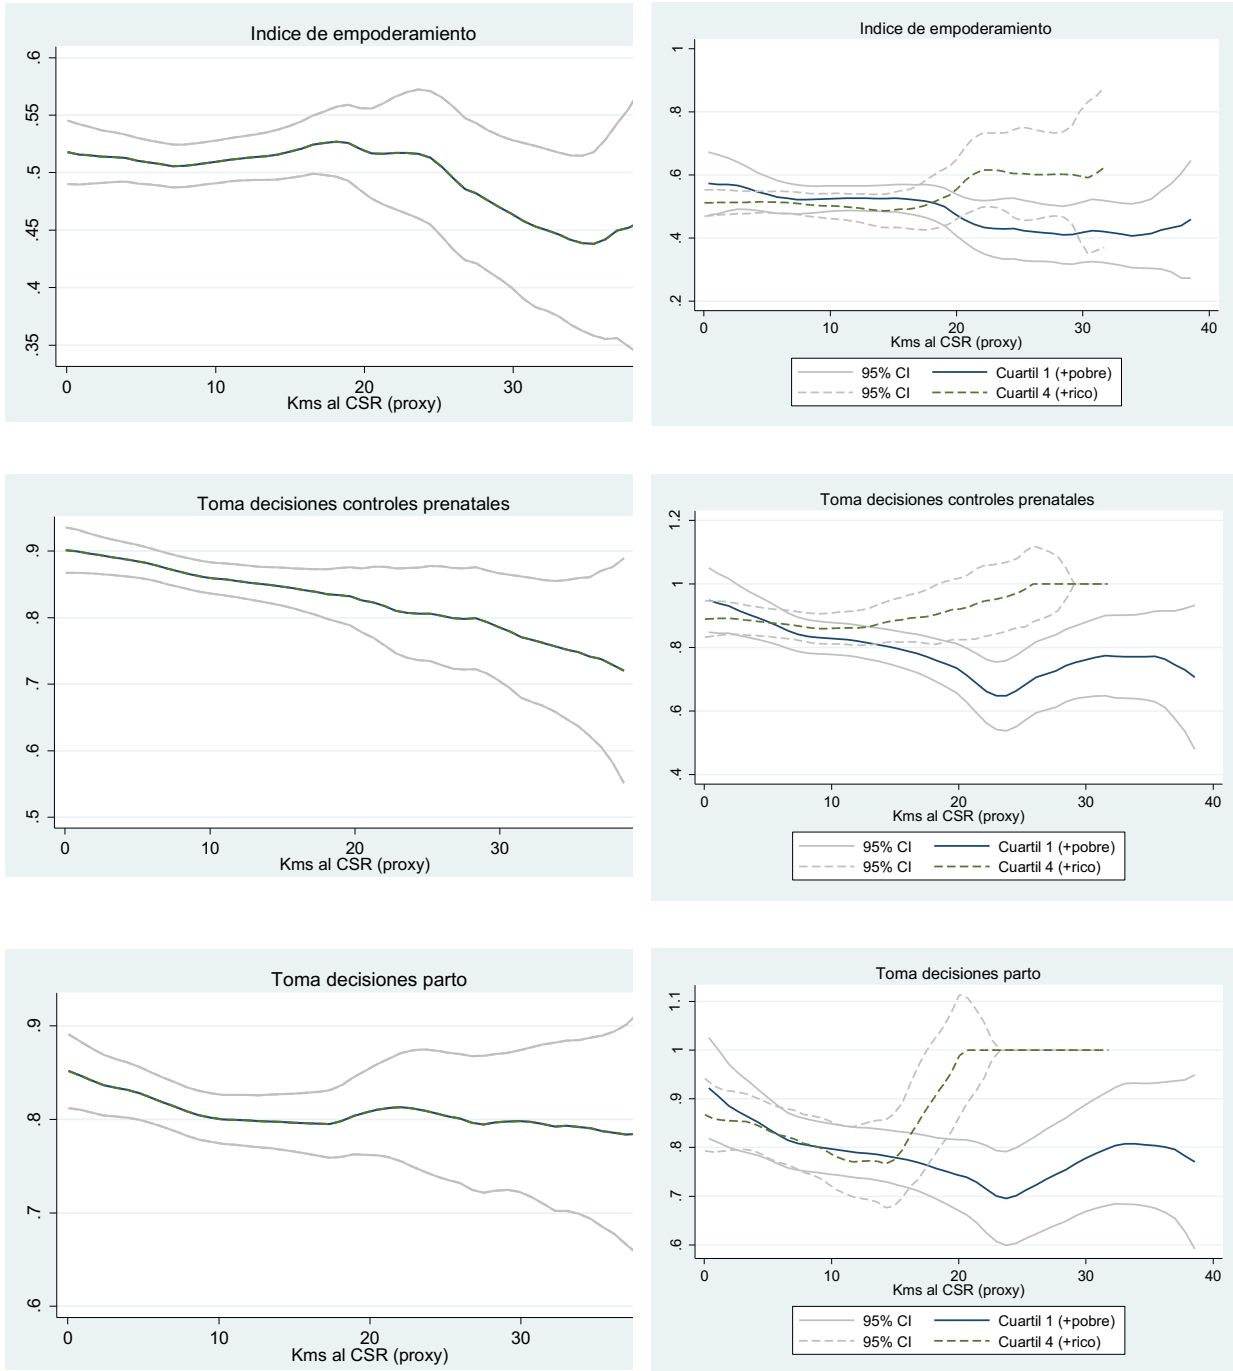 Indice de empoderamiento
.6
.55
.5
.45
.4
.35
0 10 20 30
Kms al CSR (proxy)
Indice de empoderamiento
1
.8
.6
.4
.2
0 10 20 30 40
Kms al CSR (proxy)
95% CI Cuartil 1 (+pobre)
95% CI Cuartil 4 (+rico)
Toma decisiones controles prenatales
.9
.8
.7
.6
.5
0 10 20 30
Kms al CSR (proxy)
Toma decisiones controles prenatales
1.2
1
.8
.6
.4
0 10 20 30 40
Kms al CSR (proxy)
95% CI Cuartil 1 (+pobre)
95% CI Cuartil 4 (+rico)
Toma decisiones parto
.9
.8
.7
.6
0 10 20 30
Kms al CSR (proxy)
Toma decisiones parto
1.1
1
.9
.8
.7
.6
0 10 20 30 40
Kms al CSR (proxy)
95% CI Cuartil 1 (+pobre)
95% CI Cuartil 4 (+rico)